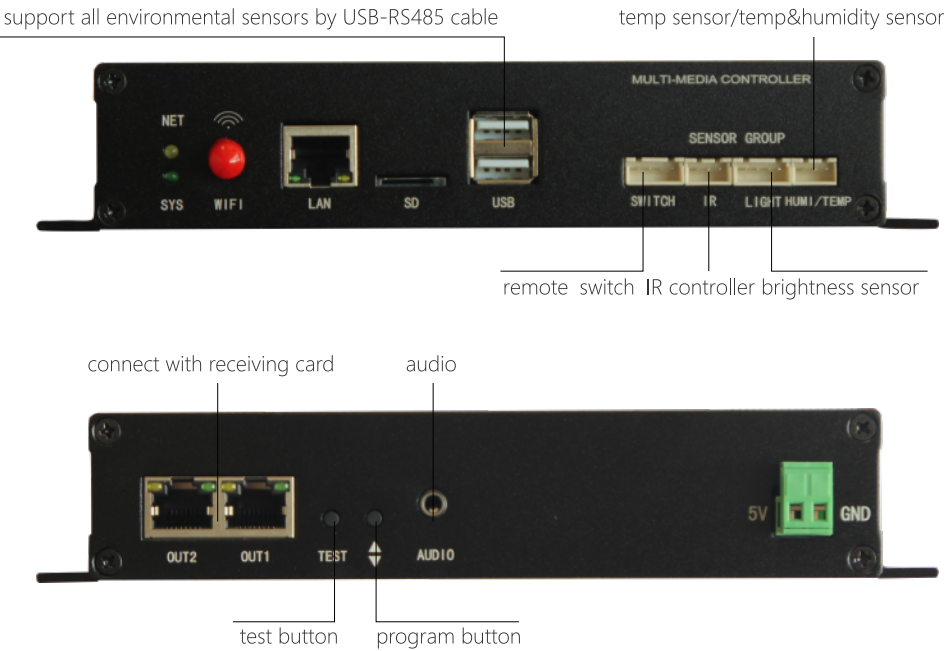 support all environmental sensors by USB-RS485 cable
temp sensor/temp&humidity sensor
MULTI-MEDIA CONTROLLER
NET
SENSOR GROUP
SYS WIFI LAN SD USB SWITCH IR LIGHT HUMI/TEMP
remote switch IR controller brightness sensor
connect with receiving card
audio
5V GND
OUT2 OUT1 TEST AUDIO
test button
program button